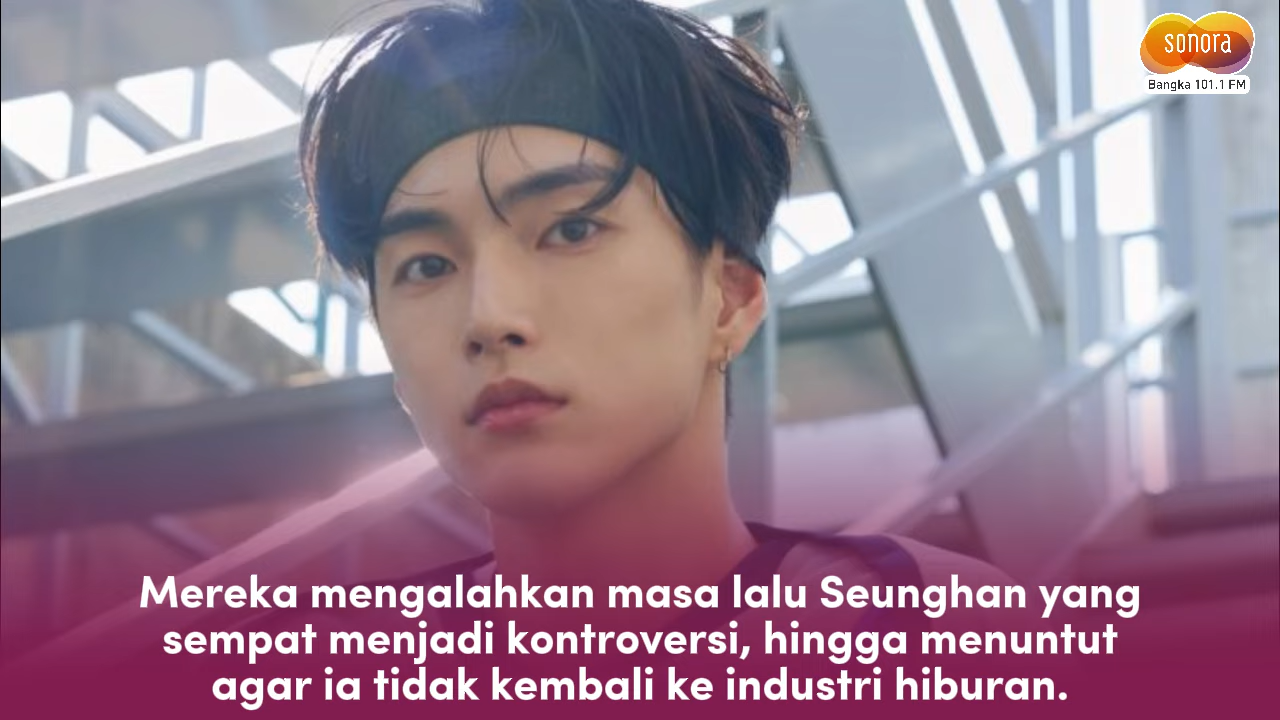 sonora
Bangka 101.1 FM
Mereka mengalahkan masa lalu Seunghan yang
sempat menjadi kontroversi, hingga menuntut
agar ia tidak kembali ke industri hiburan.